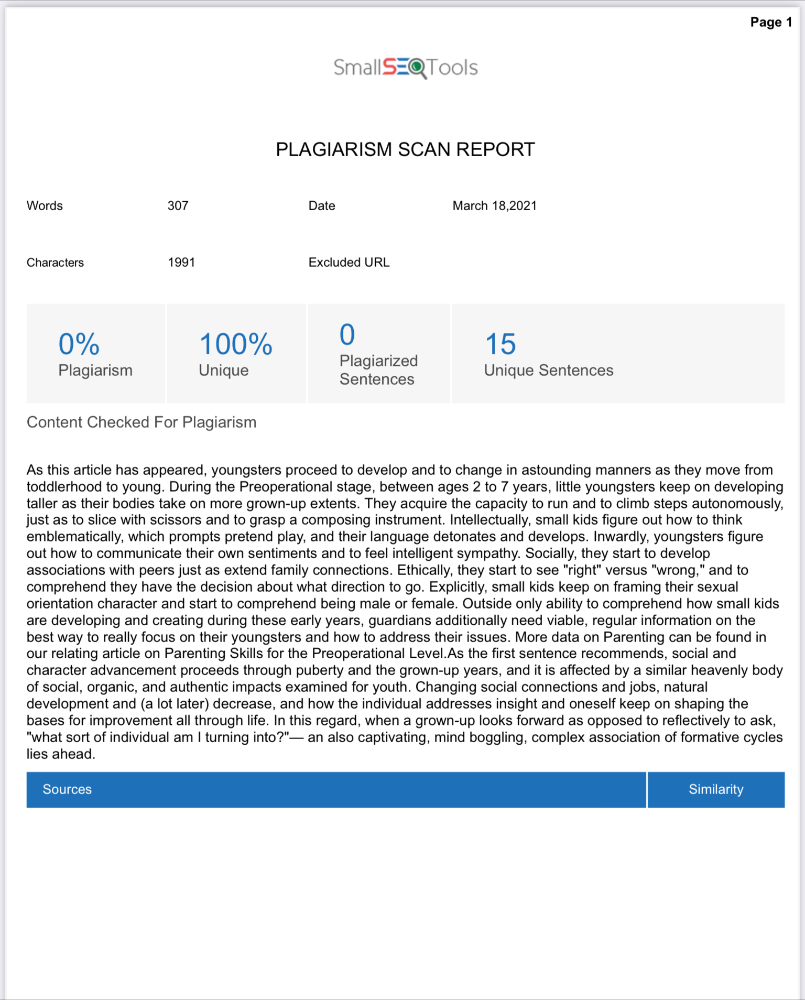 Page 1
SmallSEOTools
PLAGIARISM SCAN REPORT
Words 307 Date March 18,2021
Characters 1991 Excluded URL
0% Plagiarism
100% Unique
0 Plagiarized Sentences
15 Unique Sentences
Content Checked For Plagiarism
As this article has appeared, youngsters proceed to develop and to change in astounding manners as they move from
toddlerhood to young. During the Preoperational stage, between ages 2 to 7 years, little youngsters keep on developing
taller as their bodies take on more grown-up extents. They acquire the capacity to run and to climb steps autonomously,
just as to slice with scissors and to grasp a composing instrument. Intellectually, small kids figure out how to think
emblematically, which prompts pretend play, and their language detonates and develops. Inwardly, youngsters figure
out how to communicate their own sentiments and to feel intelligent sympathy. Socially, they start to develop
associations with peers just as extend family connections. Ethically, they start to see "right" versus "wrong," and to
comprehend they have the decision about what direction to go. Explicitly, small kids keep on framing their sexual
orientation character and start to comprehend being male or female. Outside only ability to comprehend how small kids
are developing and creating during these early years, guardians additionally need viable, regular information on the
best way to really focus on their youngsters and how to address their issues. More data on Parenting can be found in
our relating article on Parenting Skills for the Preoperational Level.As the first sentence recommends, social and
character advancement proceeds through puberty and the grown-up years, and it is affected by a similar heavenly body
of social, organic, and authentic impacts examined for youth. Changing social connections and jobs, natural
development and (a lot later) decrease, and how the individual addresses insight and oneself keep on shaping the
bases for improvement all through life. In this regard, when a grown-up looks forward as opposed to reflectively to ask,
"what sort of individual am I turning into?"— an also captivating, mind boggling, complex association of formative cycles
lies ahead.
Sources Similarity